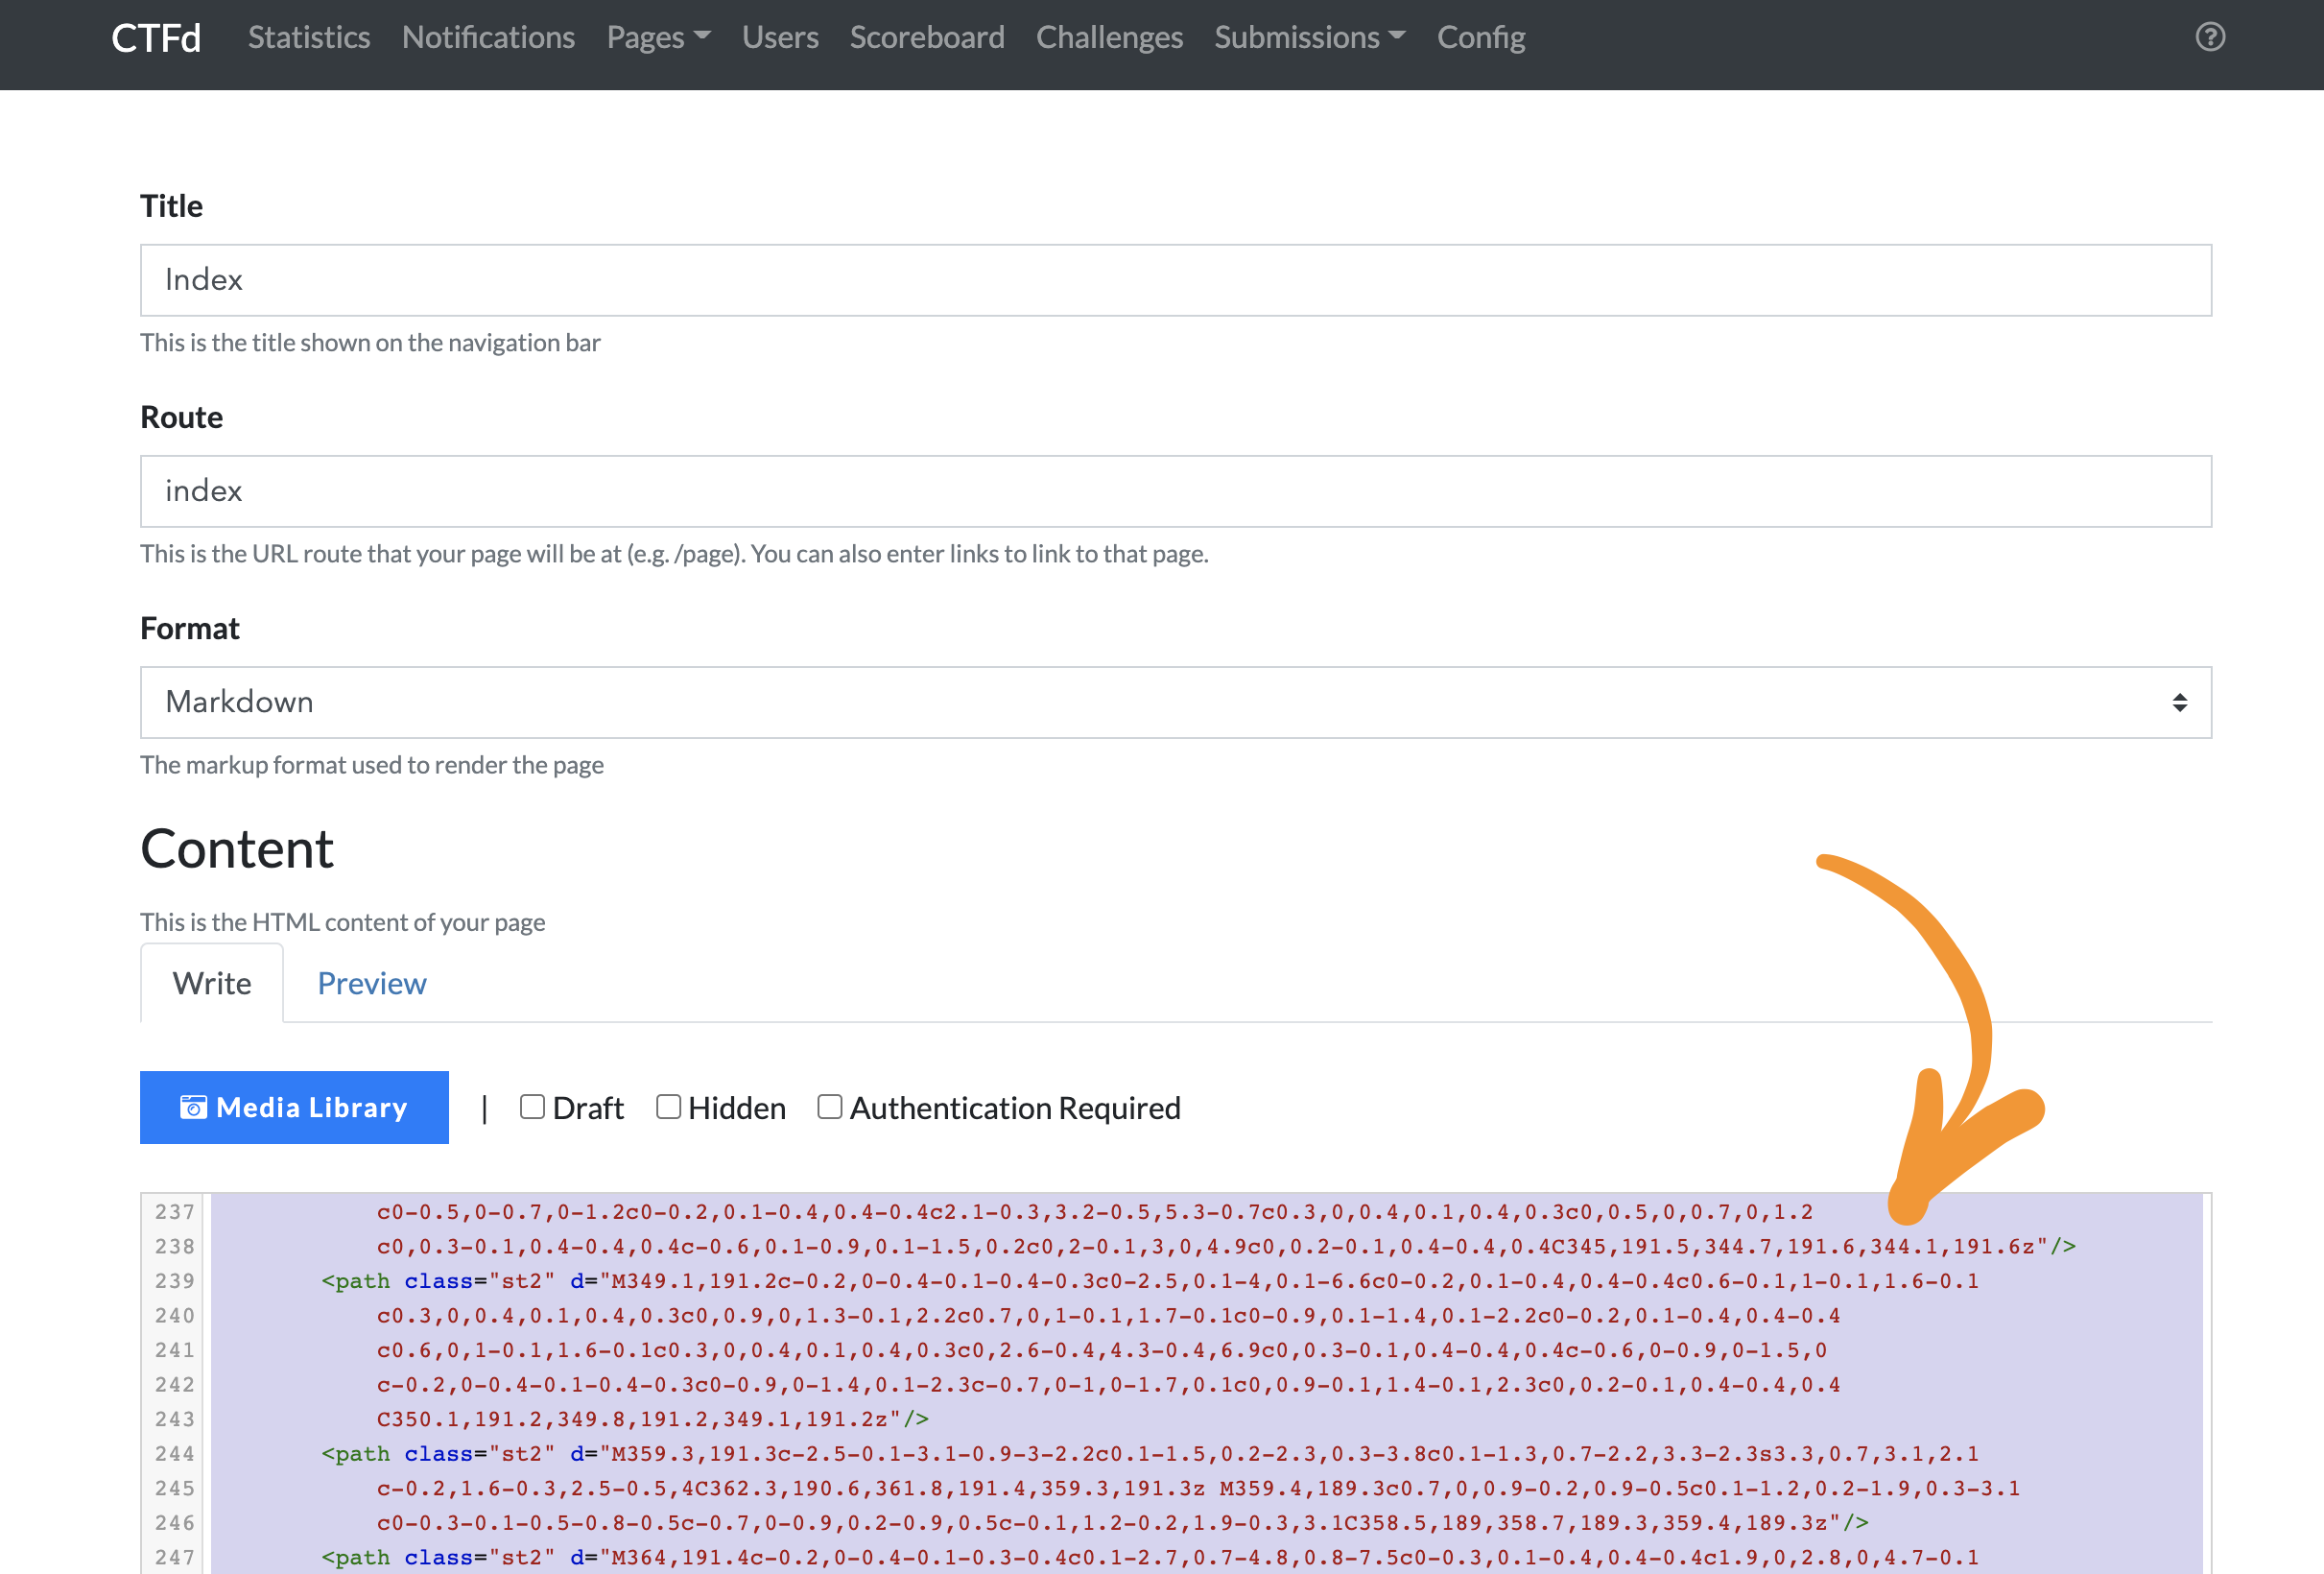 CTFd Statistics Notifications Pages Users Scoreboard Challenges Submissions Config ?
Title
Index
This is the title shown on the navigation bar
Route
index
This is the URL route that your page will be at (e.g. /page). You can also enter links to link to that page.
Format
Markdown
The markup format used to render the page
Content
This is the HTML content of your page
Write Preview
Media Library | Draft Hidden Authentication Required
237 c0-0.5,0-0.7,0-1.2c0-0.2,0.1-0.4,0.4-0.4c2.1-0.3,3.2-0.5,5.3-0.7c0.3,0,0.4,0.1,0.4,0.3c0,0.5,0,0.7,0,1.2
238 c0,0.3-0.1,0.4-0.4,0.4c-0.6,0.1-0.9,0.1-1.5,0.2c0,2-0.1,3,0,4.9c0,0.2-0.1,0.4-0.4,0.4C345,191.5,344.7,191.6,344.1,191.6z"/>
239 <path class="st2" d="M349.1,191.2c-0.2,0-0.4-0.1-0.4-0.3c0-2.5,0.1-4,0.1-6.6c0-0.2,0.1-0.4,0.4-0.4c0.6-0.1,1-0.1,1.6-0.1
240 c0.3,0,0.4,0.1,0.4,0.3c0,0.9,0,1.3-0.1,2.2c0.7,0,1-0.1,1.7-0.1c0-0.9,0.1-1.4,0.1-2.2c0-0.2,0.1-0.4,0.4-0.4
241 c0.6,0,1-0.1,1.6-0.1c0.3,0,0.4,0.1,0.4,0.3c0,2.6-0.4,4.3-0.4,6.9c0,0.3-0.1,0.4-0.4,0.4c-0.6,0-0.9,0-1.5,0
242 c-0.2,0-0.4-0.1-0.4-0.3c0-0.9,0-1.4,0.1-2.3c-0.7,0-1,0-1.7,0.1c0,0.9-0.1,1.4-0.1,2.3c0,0.2-0.1,0.4-0.4,0.4
243 C350.1,191.2,349.8,191.2,349.1,191.2z"/>
244 <path class="st2" d="M359.3,191.3c-2.5-0.1-3.1-0.9-3-2.2c0.1-1.5,0.2-2.3,0.3-3.8c0.1-1.3,0.7-2.2,3.3-2.3s3.3,0.7,3.1,2.1
245 c-0.2,1.6-0.3,2.5-0.5,4C362.3,190.6,361.8,191.4,359.3,191.3z M359.4,189.3c0.7,0,0.9-0.2,0.9-0.5c0.1-1.2,0.2-1.9,0.3-3.1
246 c0-0.3-0.1-0.5-0.8-0.5c-0.7,0-0.9,0.2-0.9,0.5c-0.1,1.2-0.2,1.9-0.3,3.1C358.5,189,358.7,189.3,359.4,189.3z"/>
247 <path class="st2" d="M364,191.4c-0.2,0-0.4-0.1-0.3-0.4c0.1-2.7,0.7-4.8,0.8-7.5c0-0.3,0.1-0.4,0.4-0.4c1.9,0,2.8,0,4.7-0.1